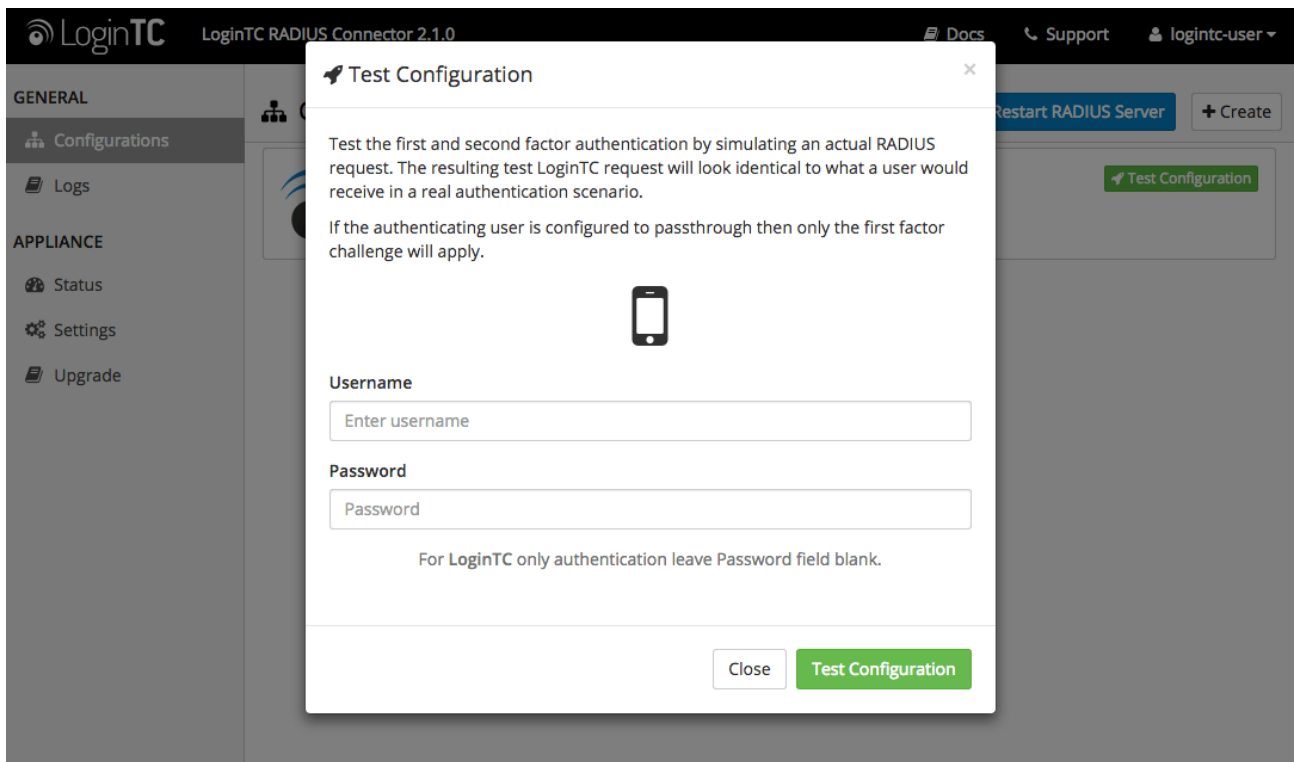 LoginTC
LoginTC RADIUS Connector 2.1.0
Docs
Support
logintc-user
GENERAL
Configurations
Logs
APPLIANCE
Status
Settings
Upgrade
Restart RADIUS Server
+ Create
Test Configuration
Test Configuration
×
Test the first and second factor authentication by simulating an actual RADIUS
request. The resulting test LoginTC request will look identical to what a user would
receive in a real authentication scenario.
If the authenticating user is configured to passthrough then only the first factor
challenge will apply.
Username
Enter username
Password
Password
For LoginTC only authentication leave Password field blank.
Close
Test Configuration